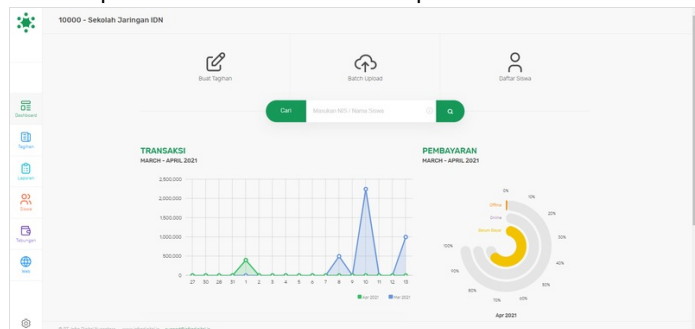 10000 - Sekolah Jaringan IDN
Buat Tagihan
Batch Upload
Daftar Siswa
Cari
Masukan NIS / Nama Siswa
Dashboard
Tagihan
Laporan
Siswa
Tabungan
Web
TRANSAKSI
MARCH - APRIL 2021
2,500,000
2,000,000
1,500,000
1,000,000
500,000
0
27 30 28 31 1 2 3 4 5 6 7 8 9 10 11 12 13
Apr 2021 Mar 2021
PEMBAYARAN
MARCH - APRIL 2021
0%
10%
20%
30%
40%
60%
70%
80%
90%
100%
Offline
Online
Apr 2021